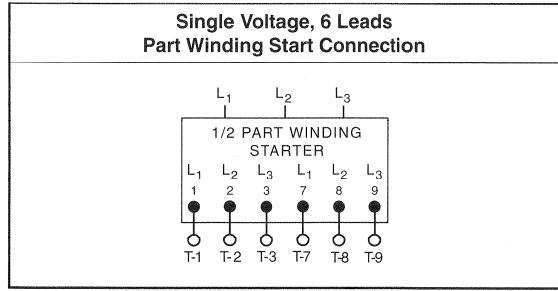 Single Voltage, 6 Leads
Part Winding Start Connection
L1 L2 L3
1/2 PART WINDING
STARTER
L1 L2 L3 L1 L2 L3
1 2 3 7 8 9
T-1 T-2 T-3 T-7 T-8 T-9